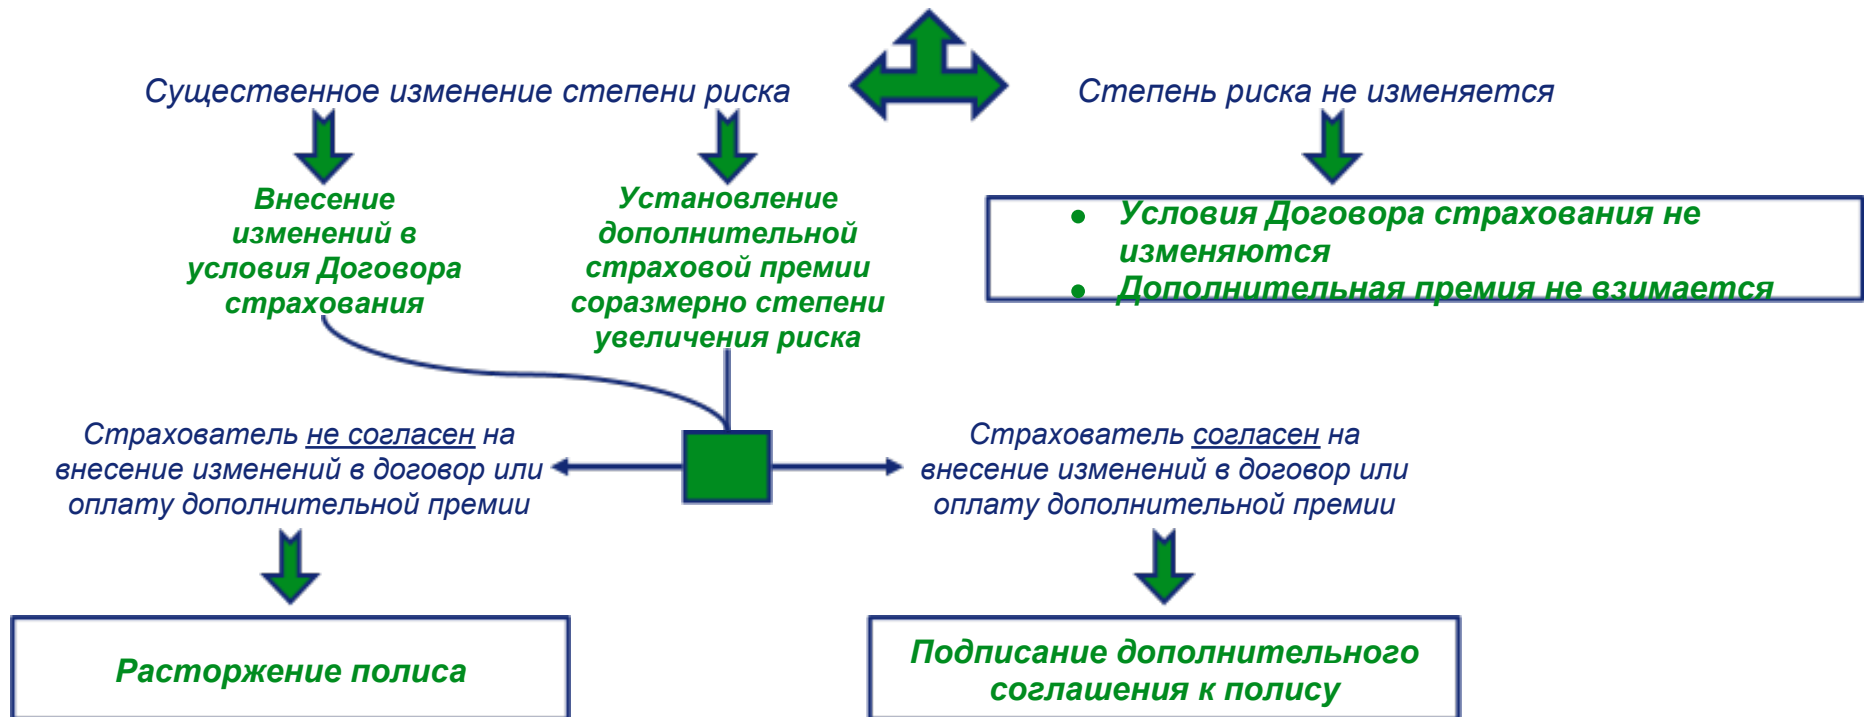 Существенное изменение степени риска
Степень риска не изменяется
Внесение
изменений в
условия Договора
страхования
Установление
дополнительной
страховой премии
соразмерно степени
увеличения риска
● Условия Договора страхования не
изменяются
● Дополнительная премия не взимается
Страхователь не согласен на
внесение изменений в договор или
оплату дополнительной премии
Страхователь согласен на
внесение изменений в договор или
оплату дополнительной премии
Расторжение полиса
Подписание дополнительного
соглашения к полису